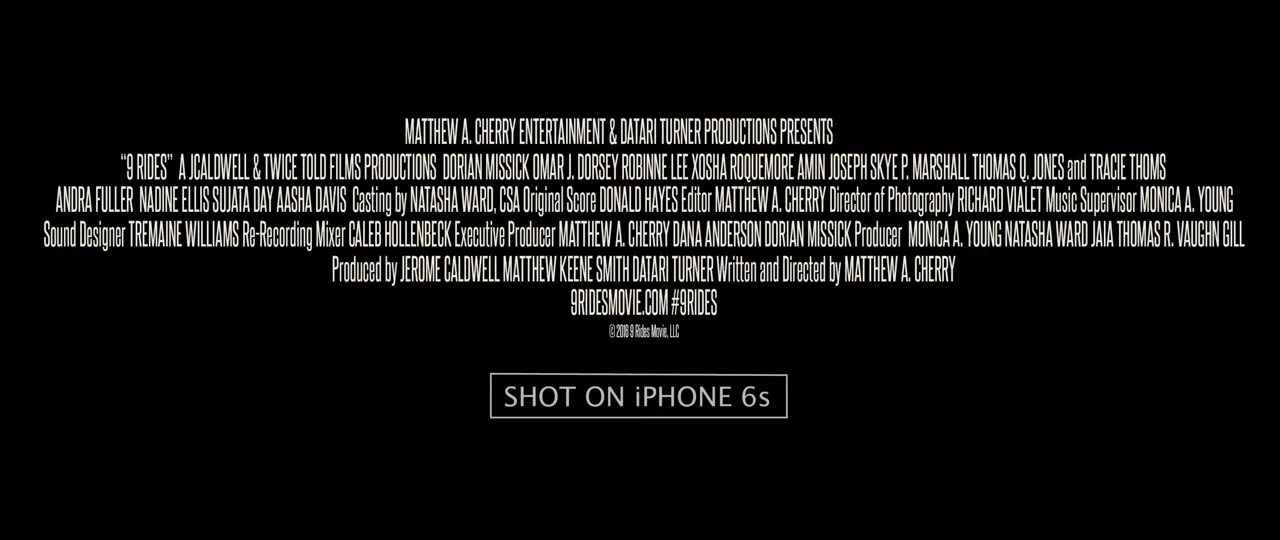 MATTHEW A. CHERRY ENTERTAINMENT & DATARI TURNER PRODUCTIONS PRESENTS
“9 RIDES” A JCALDWELL & TWICE TOLD FILMS PRODUCTIONS DORIAN MISSICK OMAR J. DORSEY ROBINNE LEE XOSHA ROQUEMORE AMIN JOSEPH SKYE P. MARSHALL THOMAS Q. JONES and TRACIE THOMS
ANDRA FULLER NADINE ELLIS SUJATA DAY AASHA DAVIS Casting by NATASHA WARD, CSA Original Score DONALD HAYES Editor MATTHEW A. CHERRY Director of Photography RICHARD VIALET Music Supervisor MONICA A. YOUNG
Sound Designer TREMAINE WILLIAMS Re-Recording Mixer CALEB HOLLENBECK Executive Producer MATTHEW A. CHERRY DANA ANDERSON DORIAN MISSICK Producer MONICA A. YOUNG NATASHA WARD JAIA THOMAS R. VAUGHN GILL
Produced by JEROME CALDWELL MATTHEW KEENE SMITH DATARI TURNER Written and Directed by MATTHEW A. CHERRY
9RIDESMOVIE.COM #9RIDES
© 2016 9 Rides Movie, LLC
SHOT ON iPHONE 6s